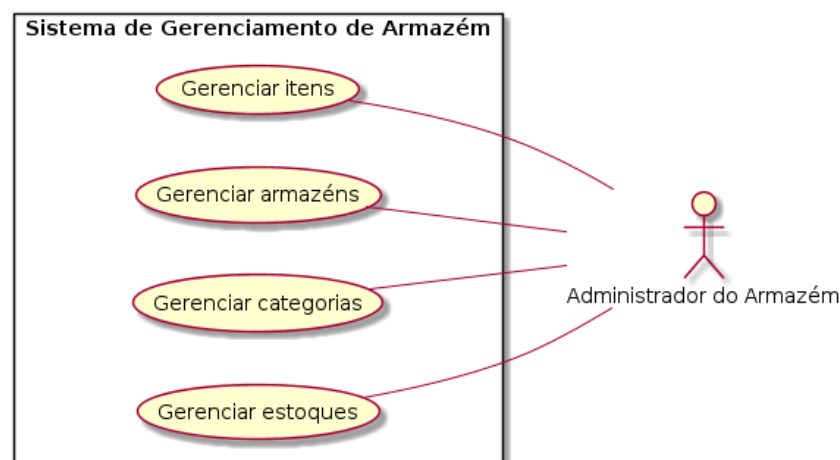 Sistema de Gerenciamento de Armazém
Gerenciar itens
Gerenciar armazéns
Gerenciar categorias
Gerenciar estoques
Administrador do Armazém